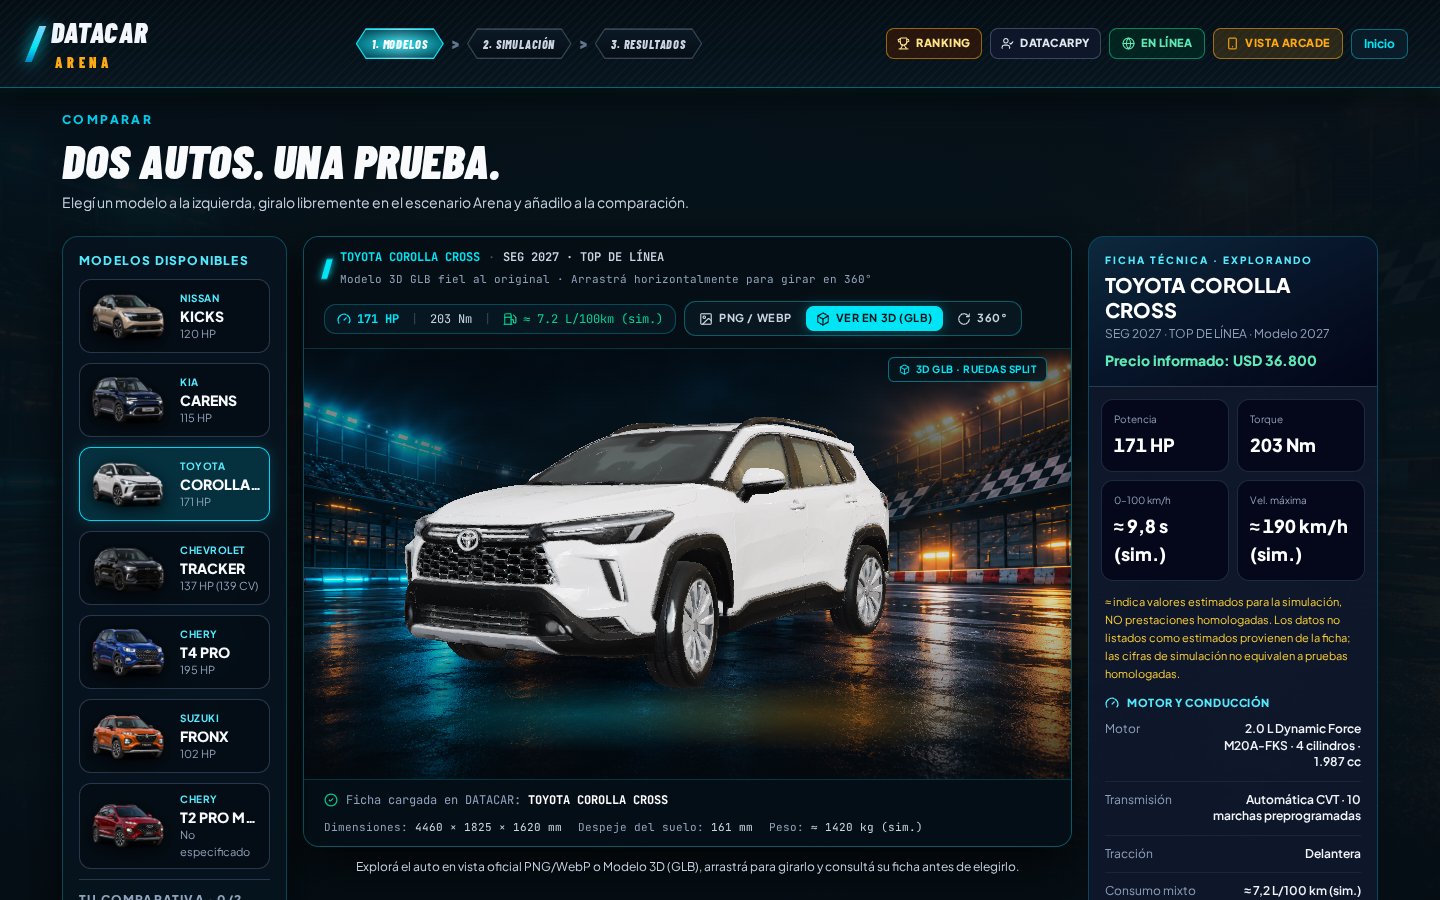 DATACAR
ARENA
1. MODELOS > 2. SIMULACIÓN > 3. RESULTADOS
RANKING
DATACARPY
EN LÍNEA
VISTA ARCADE
Inicio
COMPARAR
DOS AUTOS. UNA PRUEBA.
Elegí un modelo a la izquierda, giralo libremente en el escenario Arena y añadilo a la comparación.
MODELOS DISPONIBLES
NISSAN
KICKS
120 HP
KIA
CARENS
115 HP
TOYOTA
COROLLA...
171 HP
CHEVROLET
TRACKER
137 HP (139 CV)
CHERY
T4 PRO
195 HP
SUZUKI
FRONX
102 HP
CHERY
T2 PRO M...
No
especificado
TU COMPARATIVA · 0/2
TOYOTA COROLLA CROSS · SEG 2027 · TOP DE LÍNEA
Modelo 3D GLB fiel al original · Arrastrá horizontalmente para girar en 360°
171 HP | 203 Nm | ≈ 7.2 L/100km (sim.)
PNG / WEBP
VER EN 3D (GLB)
360°
3D GLB · RUEDAS SPLIT
Ficha cargada en DATACAR: TOYOTA COROLLA CROSS
Dimensiones: 4460 × 1825 × 1620 mm Despeje del suelo: 161 mm Peso: ≈ 1420 kg (sim.)
Explorá el auto en vista oficial PNG/WebP o Modelo 3D (GLB), arrastrá para girarlo y consultá su ficha antes de elegirlo.
FICHA TÉCNICA · EXPLORANDO
TOYOTA COROLLA
CROSS
SEG 2027 · TOP DE LÍNEA · Modelo 2027
Precio informado: USD 36.800
Potencia
171 HP
Torque
203 Nm
0–100 km/h
≈ 9,8 s
(sim.)
Vel. máxima
≈ 190 km/h
(sim.)
≈ indica valores estimados para la simulación,
NO prestaciones homologadas. Los datos no
listados como estimados provienen de la ficha;
las cifras de simulación no equivalen a pruebas
homologadas.
MOTOR Y CONDUCCIÓN
Motor 2.0 L Dynamic Force
M20A-FKS · 4 cilindros ·
1.987 cc
Transmisión Automática CVT · 10
marchas preprogramadas
Tracción Delantera
Consumo mixto ≈ 7,2 L/100 km (sim.)